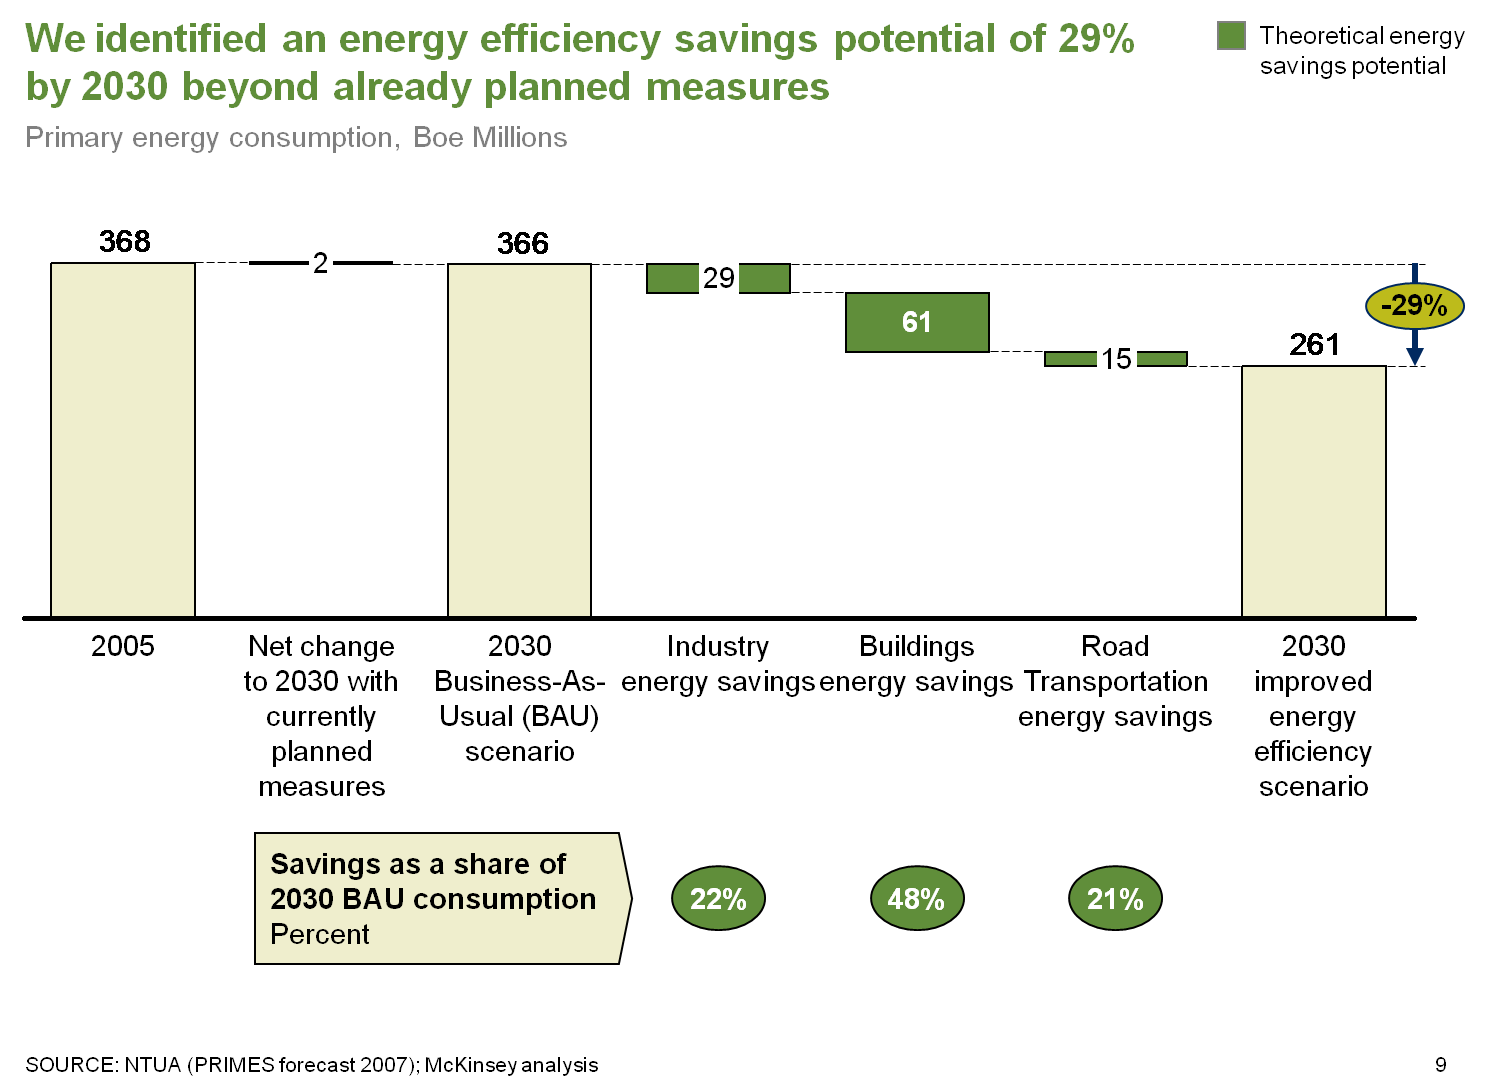 We identified an energy efficiency savings potential of 29%
by 2030 beyond already planned measures
Theoretical energy
savings potential
Primary energy consumption, Boe Millions
368
2
366
29
61
15
261
-29%
2005
Net change
to 2030 with
currently
planned
measures
2030
Business-As-
Usual (BAU)
scenario
Industry
energy savings
Buildings
energy savings
Road
Transportation
energy savings
2030
improved
energy
efficiency
scenario
Savings as a share of
2030 BAU consumption
Percent
22%
48%
21%
SOURCE: NTUA (PRIMES forecast 2007); McKinsey analysis
9